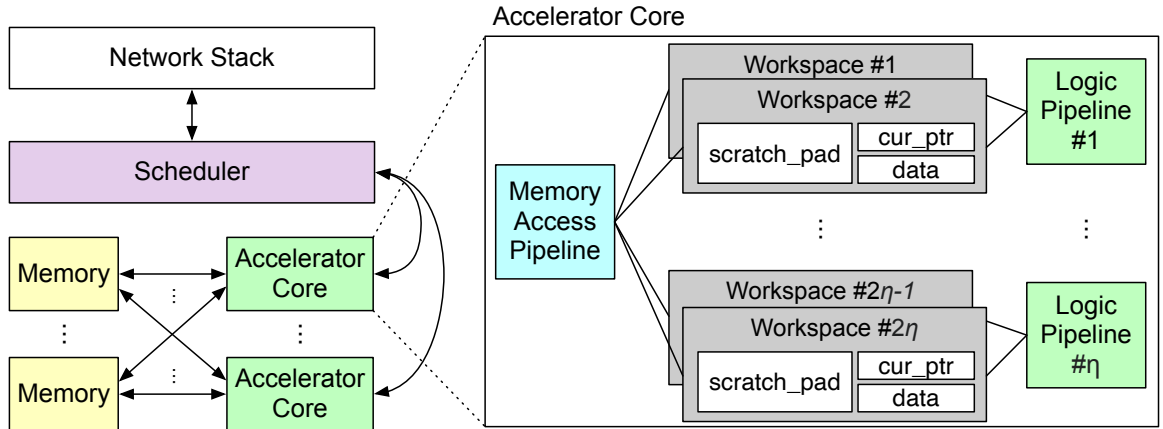 Network Stack
Scheduler
Memory
Accelerator
Core
...
...
...
...
Memory
Accelerator
Core
Accelerator Core
Memory
Access
Pipeline
Workspace #1
Workspace #2
scratch_pad
cur_ptr
data
...
Workspace #2η-1
Workspace #2η
scratch_pad
cur_ptr
data
Logic
Pipeline
#1
...
Logic
Pipeline
#η